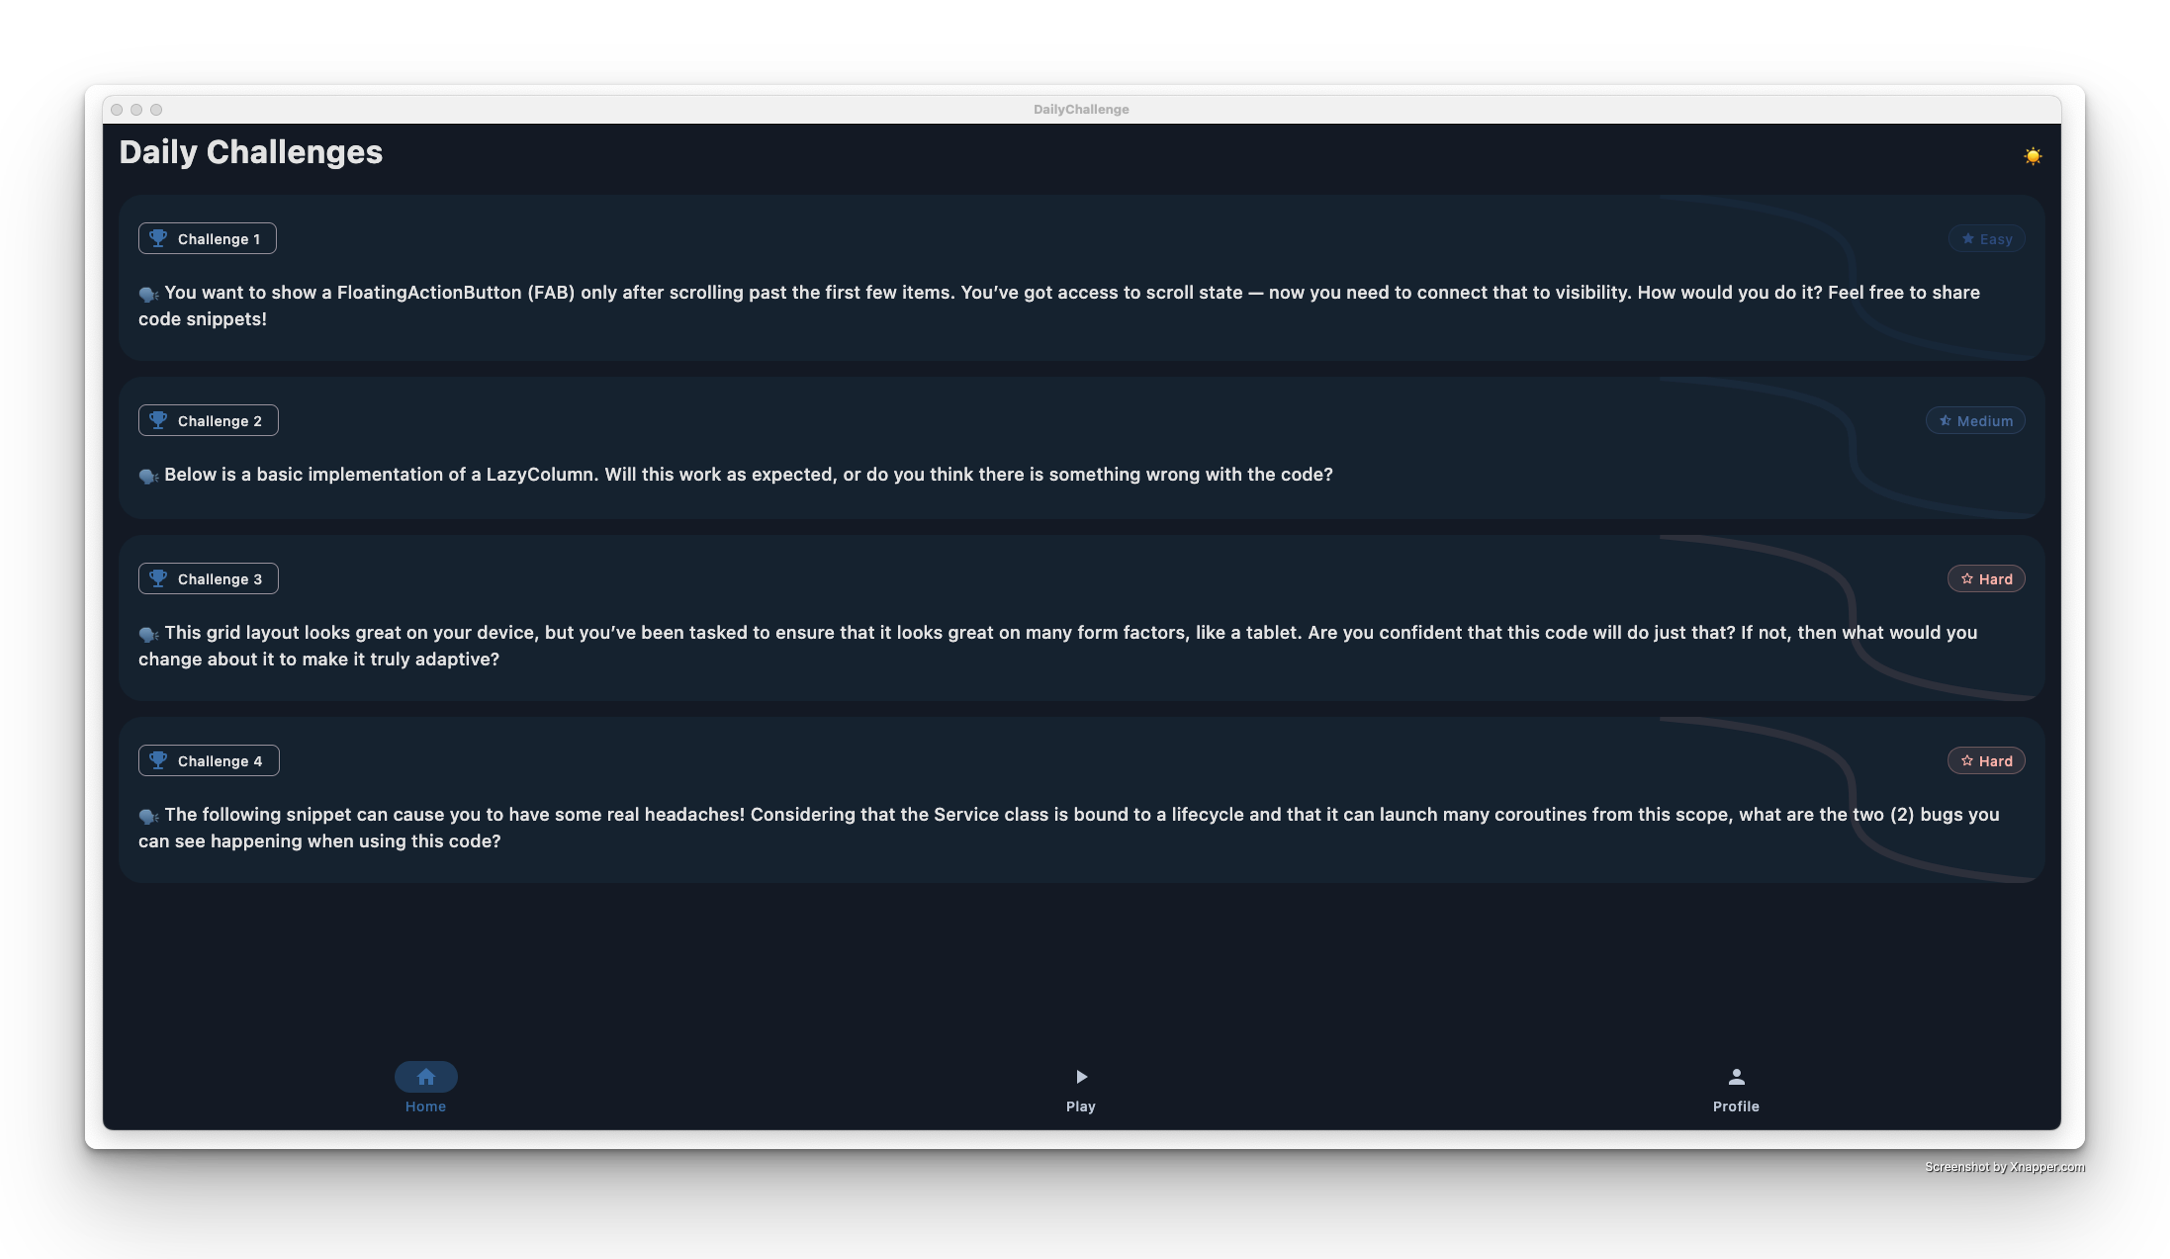 DailyChallenge
Daily Challenges
Challenge 1
Easy
You want to show a FloatingActionButton (FAB) only after scrolling past the first few items. You’ve got access to scroll state — now you need to connect that to visibility. How would you do it? Feel free to share
code snippets!
Challenge 2
Medium
Below is a basic implementation of a LazyColumn. Will this work as expected, or do you think there is something wrong with the code?
Challenge 3
Hard
This grid layout looks great on your device, but you’ve been tasked to ensure that it looks great on many form factors, like a tablet. Are you confident that this code will do just that? If not, then what would you
change about it to make it truly adaptive?
Challenge 4
Hard
The following snippet can cause you to have some real headaches! Considering that the Service class is bound to a lifecycle and that it can launch many coroutines from this scope, what are the two (2) bugs you
can see happening when using this code?
Home
Play
Profile
Screenshot by Xnapper.com